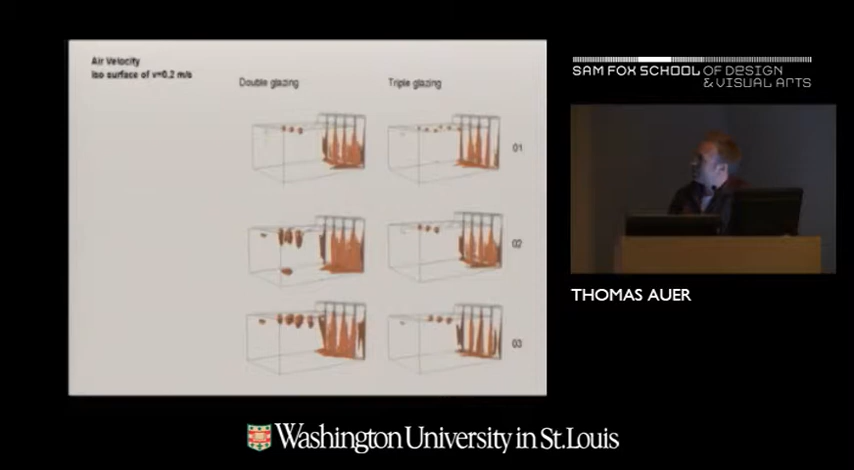 Air Velocity
Iso surface of v=0.2 m/s
Double glazing
Triple glazing
01
02
03
SAM FOX SCHOOL OF DESIGN
& VISUAL ARTS
THOMAS AUER
Washington University in St. Louis